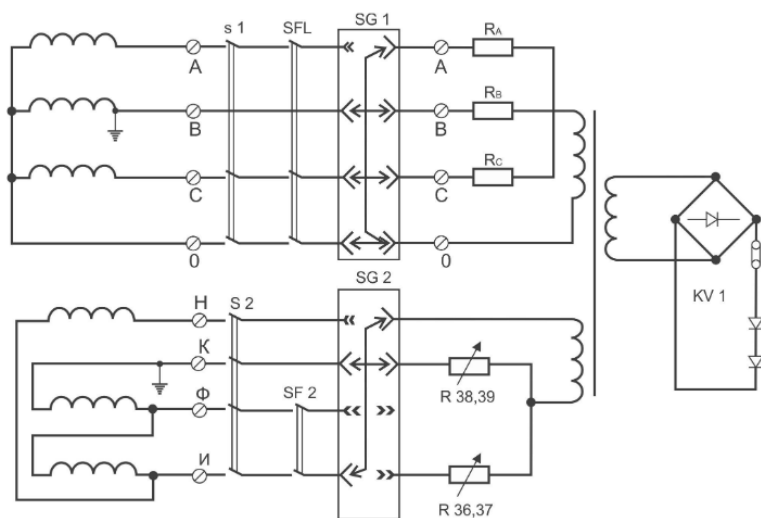 s 1 SFL SG 1
A A RA
B B RB
C C RC
0 0
KV 1
SG 2
Н S 2
К
R 38,39
Ф SF 2
И
R 36,37